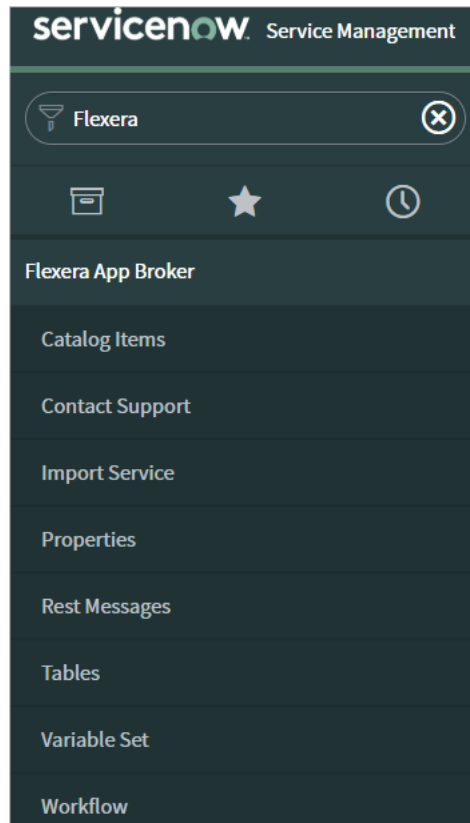 servicenow. Service Management
Flexera
Flexera App Broker
Catalog Items
Contact Support
Import Service
Properties
Rest Messages
Tables
Variable Set
Workflow